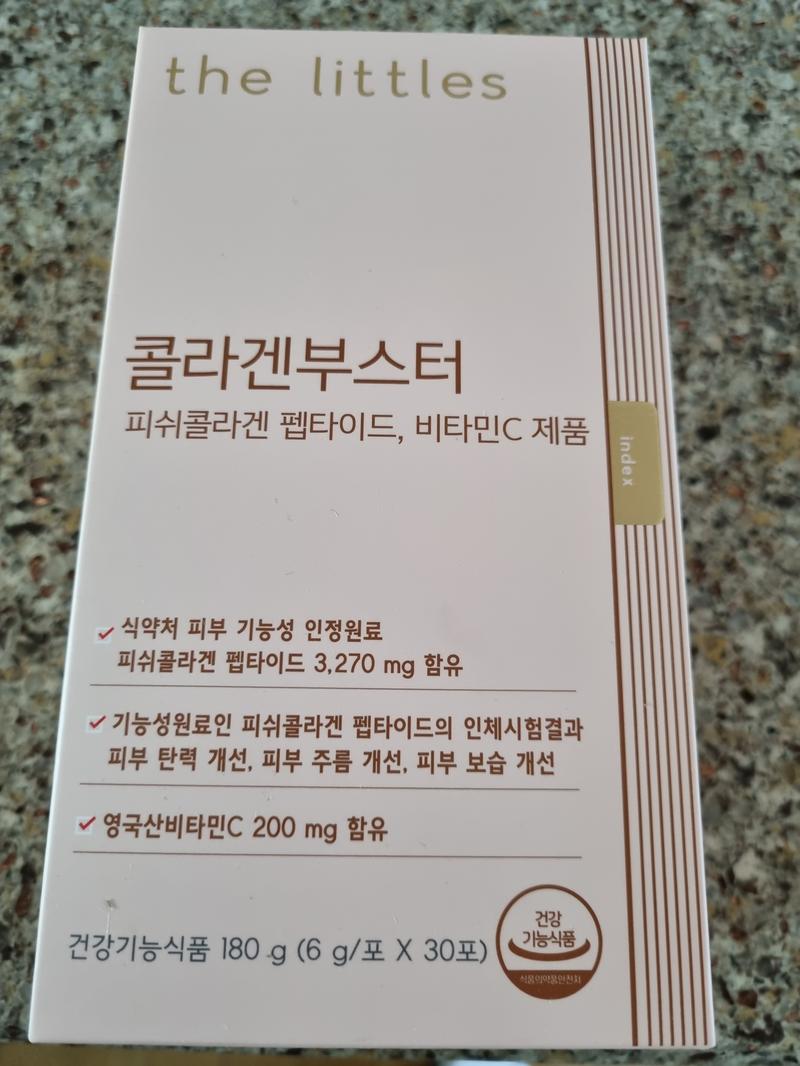 the littles
콜라겐부스터
피쉬콜라겐 펩타이드, 비타민C 제품
index
식약처 피부 기능성 인정원료
피쉬콜라겐 펩타이드 3,270 mg 함유
기능성원료인 피쉬콜라겐 펩타이드의 인체시험결과
피부 탄력 개선, 피부 주름 개선, 피부 보습 개선
영국산비타민C 200 mg 함유
건강기능식품 180 g (6 g/포 X 30포)
건강
기능식품
식품의약품안전처